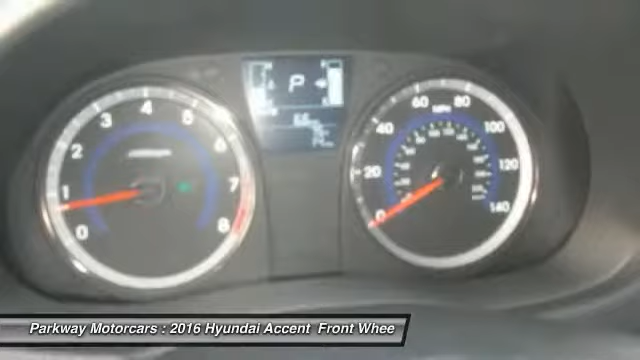 P
0 1 2 3 4 5 6 7 8
0 20 40 60 80 100 120 140
MPH
Parkway Motorcars : 2016 Hyundai Accent Front Whee